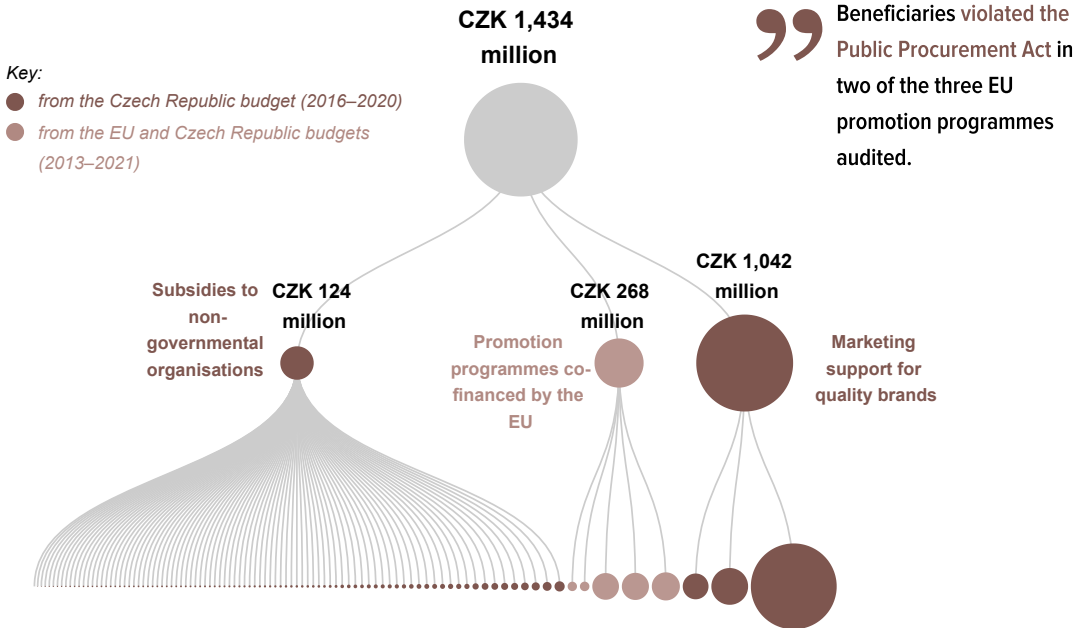 CZK 1,434
million
Key:
from the Czech Republic budget (2016–2020)
from the EU and Czech Republic budgets
(2013–2021)
”
Beneficiaries violated the
Public Procurement Act in
two of the three EU
promotion programmes
audited.
Subsidies to
non-
governmental
organisations
CZK 124
million
CZK 268
million
Promotion
programmes co-
financed by the
EU
CZK 1,042
million
Marketing
support for
quality brands